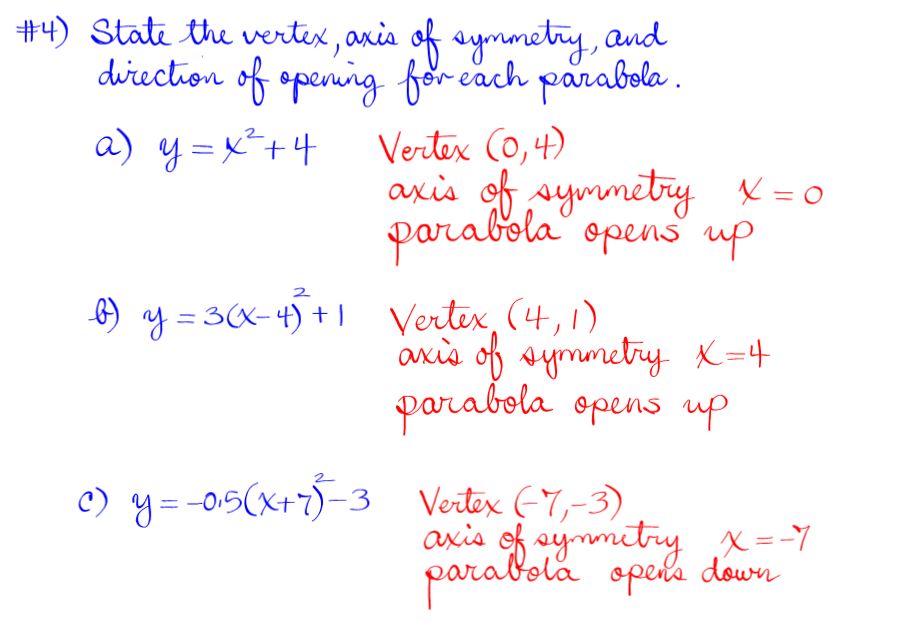 #4) State the vertex, axis of symmetry, and
direction of opening for each parabola.
a) y = x² + 4 Vertex (0, 4)
axis of symmetry x = 0
parabola opens up
b) y = 3(x-4)² + 1 Vertex (4, 1)
axis of symmetry x = 4
parabola opens up
c) y = -0.5(x+7)² - 3 Vertex (-7, -3)
axis of symmetry x = -7
parabola opens down